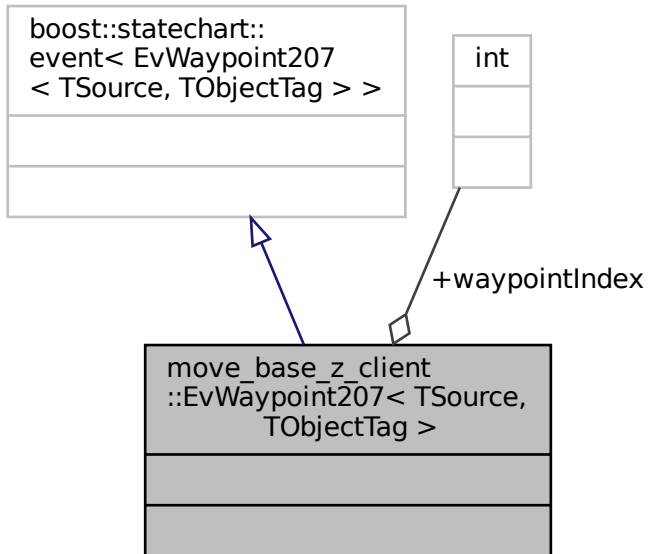 boost::statechart::
event< EvWaypoint207
< TSource, TObjectTag > >
int
+waypointIndex
move_base_z_client
::EvWaypoint207< TSource,
TObjectTag >